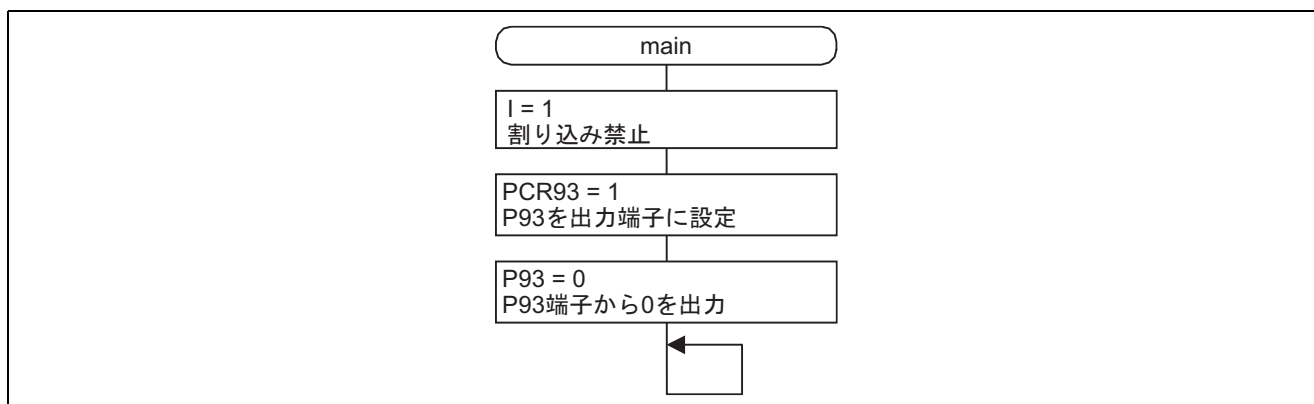 main
I = 1
割り込み禁止
PCR93 = 1
P93を出力端子に設定
P93 = 0
P93端子から0を出力